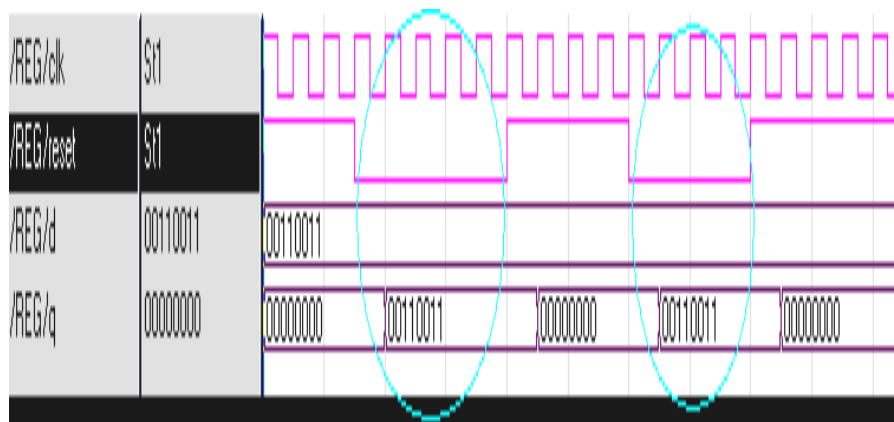 /REG/clk St1
/REG/reset St1
/REG/d 00110011 00110011
/REG/q 00000000 00000000 00110011 00000000 00110011 00000000